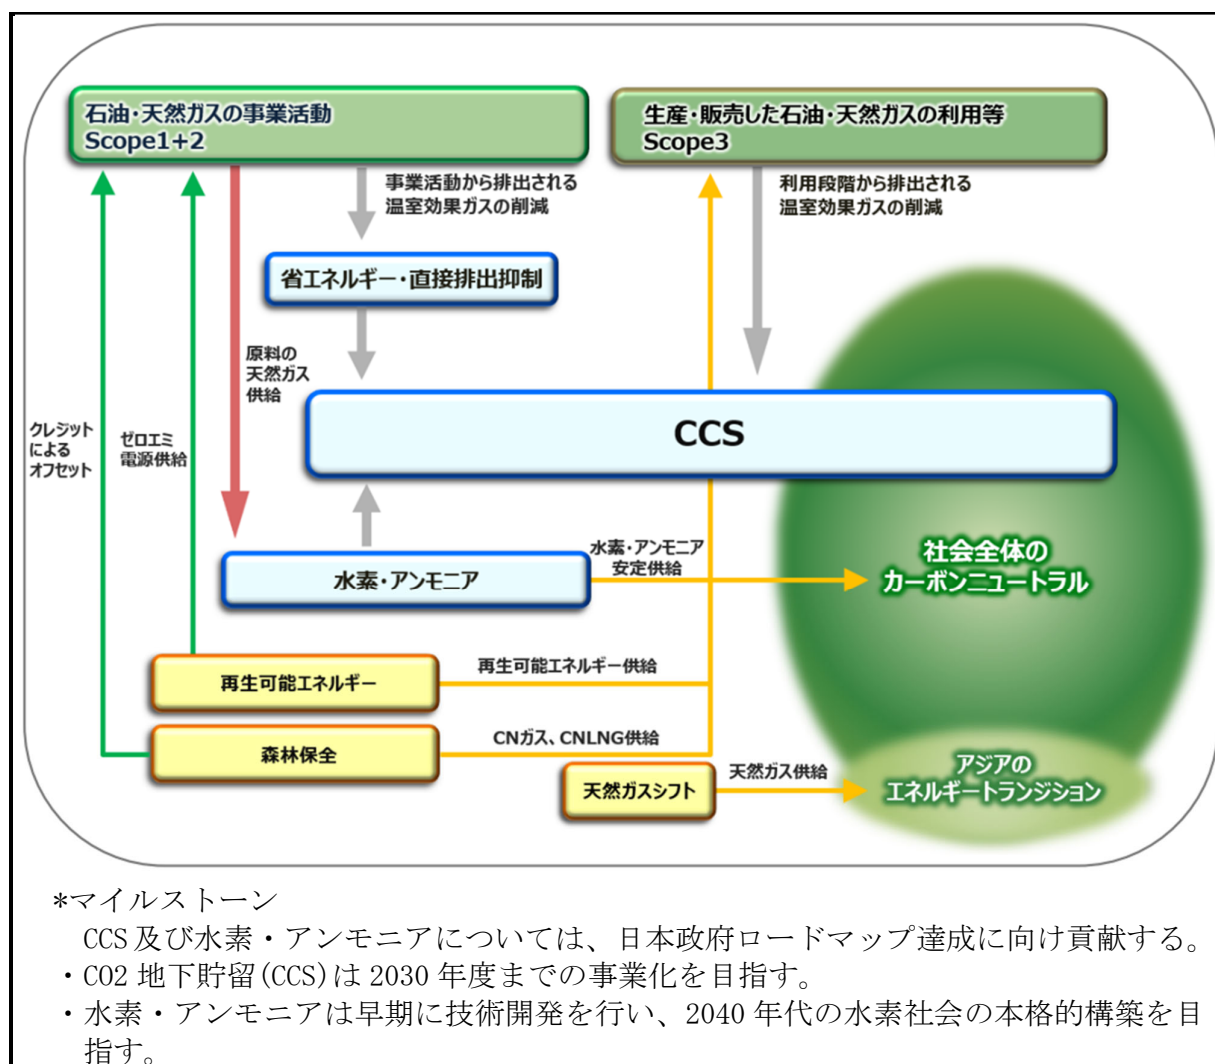 石油・天然ガスの事業活動
Scope1+2
生産・販売した石油・天然ガスの利用等
Scope3
事業活動から排出される
温室効果ガスの削減
利用段階から排出される
温室効果ガスの削減
省エネルギー・直接排出抑制
原料の
天然ガス
供給
クレジット
による
オフセット
ゼロエミ
電源供給
CCS
水素・アンモニア
水素・アンモニア
安定供給
社会全体の
カーボンニュートラル
再生可能エネルギー
再生可能エネルギー供給
森林保全
CNガス、CNLNG供給
天然ガスシフト
天然ガス供給
アジアの
エネルギートランジション
*マイルストーン
CCS及び水素・アンモニアについては、日本政府ロードマップ達成に向け貢献する。
・CO2 地下貯留(CCS)は 2030 年度までの事業化を目指す。
・水素・アンモニアは早期に技術開発を行い、2040 年代の水素社会の本格的構築を目
指す。